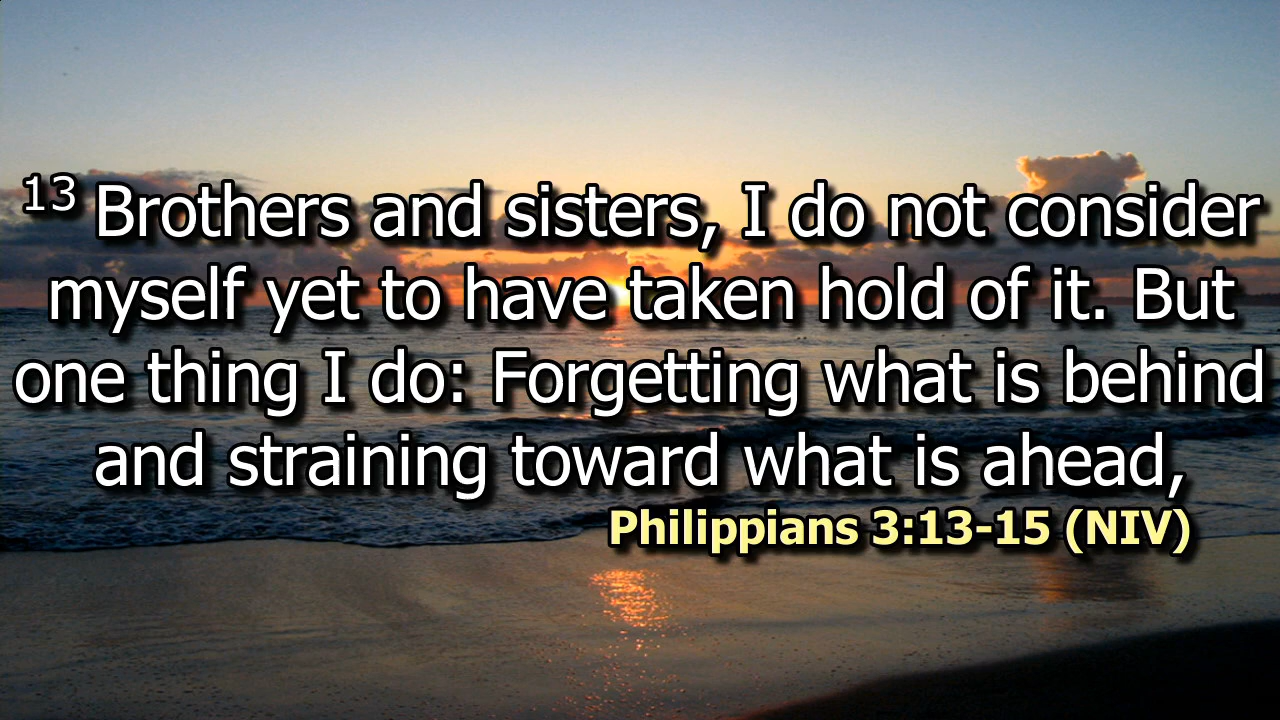 13 Brothers and sisters, I do not consider
myself yet to have taken hold of it. But
one thing I do: Forgetting what is behind
and straining toward what is ahead,
Philippians 3:13-15 (NIV)